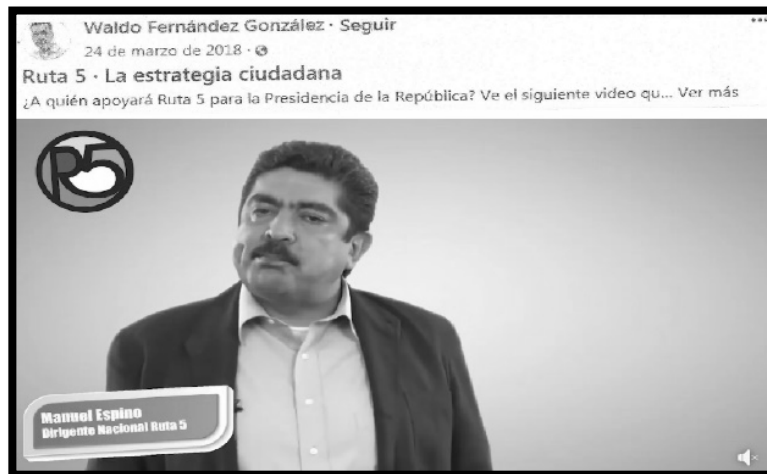 Waldo Fernández González · Seguir
24 de marzo de 2018 ·
Ruta 5 · La estrategia ciudadana
¿A quién apoyará Ruta 5 para la Presidencia de la República? Ve el siguiente video qu... Ver más
R5
Manuel Espino
Dirigente Nacional Ruta 5